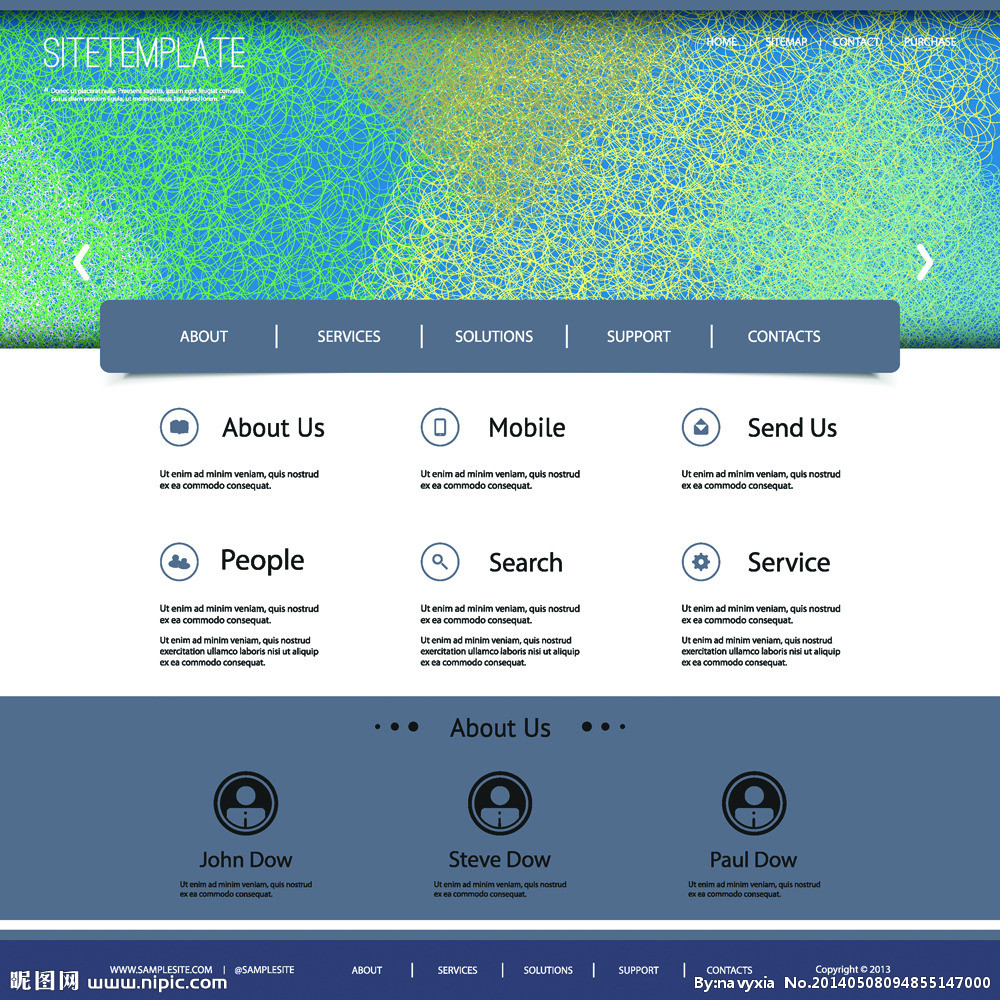 SITETEMPLATE
HOME | SITEMAP | CONTACT | PURCHASE
“ Donec ut placerat nulla. Praesent sagittis, ipsum eget feugiat convallis,
purus diam pretium ligula, ut molestie lacus ligula sed lorem. ”
ABOUT | SERVICES | SOLUTIONS | SUPPORT | CONTACTS
About Us
Ut enim ad minim veniam, quis nostrud
ex ea commodo consequat.
Mobile
Ut enim ad minim veniam, quis nostrud
ex ea commodo consequat.
Send Us
Ut enim ad minim veniam, quis nostrud
ex ea commodo consequat.
People
Ut enim ad minim veniam, quis nostrud
ex ea commodo consequat.
Ut enim ad minim veniam, quis nostrud
exercitation ullamco laboris nisi ut aliquip
ex ea commodo consequat.
Search
Ut enim ad minim veniam, quis nostrud
ex ea commodo consequat.
Ut enim ad minim veniam, quis nostrud
exercitation ullamco laboris nisi ut aliquip
ex ea commodo consequat.
Service
Ut enim ad minim veniam, quis nostrud
ex ea commodo consequat.
Ut enim ad minim veniam, quis nostrud
exercitation ullamco laboris nisi ut aliquip
ex ea commodo consequat.
About Us
John Dow
Ut enim ad minim veniam, quis nostrud
ex ea commodo consequat.
Steve Dow
Ut enim ad minim veniam, quis nostrud
ex ea commodo consequat.
Paul Dow
Ut enim ad minim veniam, quis nostrud
ex ea commodo consequat.
WWW.SAMPLESITE.COM | @SAMPLESITE
ABOUT | SERVICES | SOLUTIONS | SUPPORT | CONTACTS
Copyright © 2013
昵图网 www.nipic.com
By:navyxia No.20140508094855147000